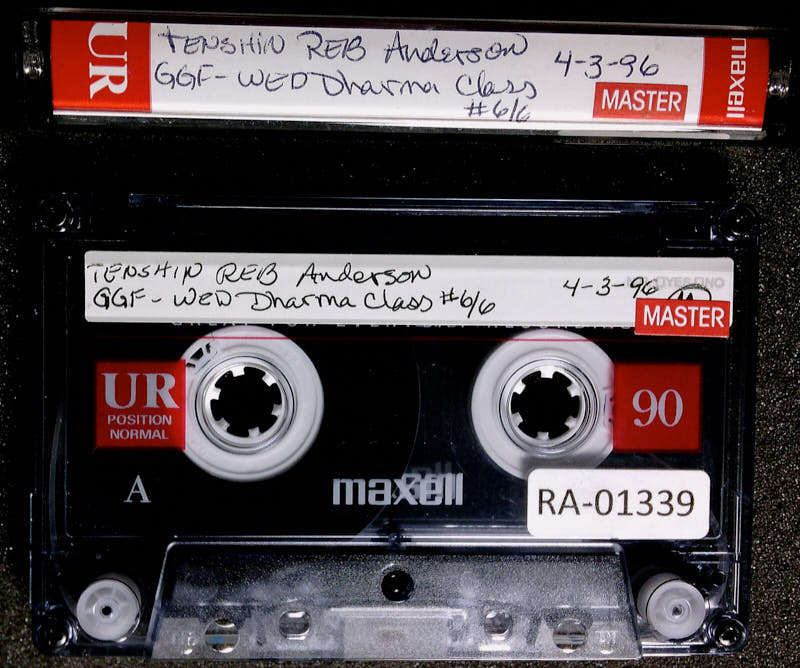 UR
TENSHIN REB Anderson
4-3-96
GGF- WED Dharma Class
#6/6
MASTER
maxell
TENSHIN REB Anderson
4-3-96
GGF - WED Dharma Class #6/6
MASTER
UR
POSITION
NORMAL
90
A
maxell
RA-01339